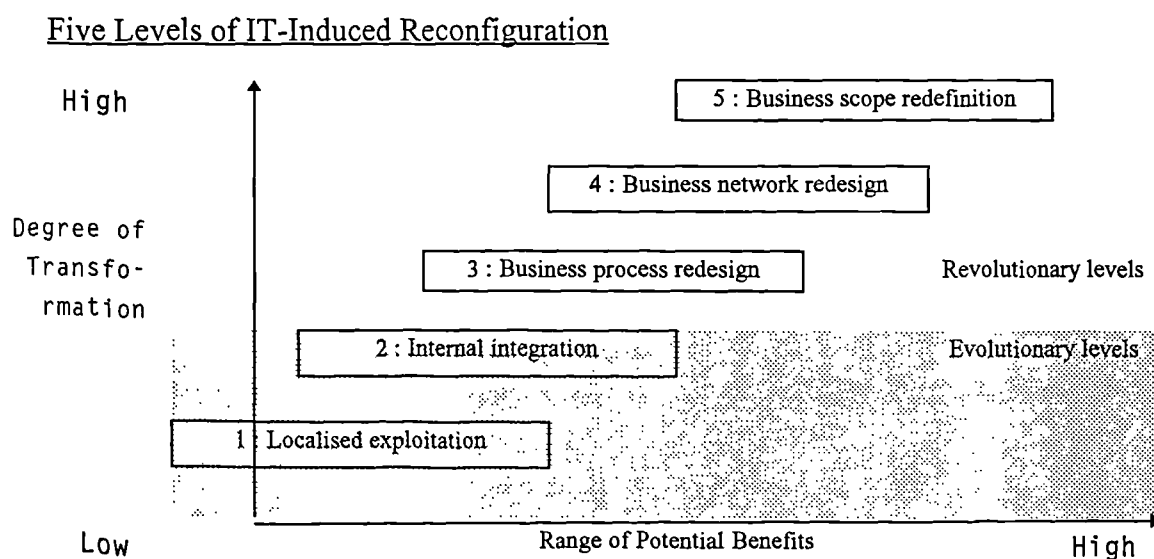 Five Levels of IT-Induced Reconfiguration
High
5 : Business scope redefinition
4 : Business network redesign
Degree of
Transfo-
rmation
3 : Business process redesign
Revolutionary levels
2 : Internal integration
Evolutionary levels
1 : Localised exploitation
Low
Range of Potential Benefits
High